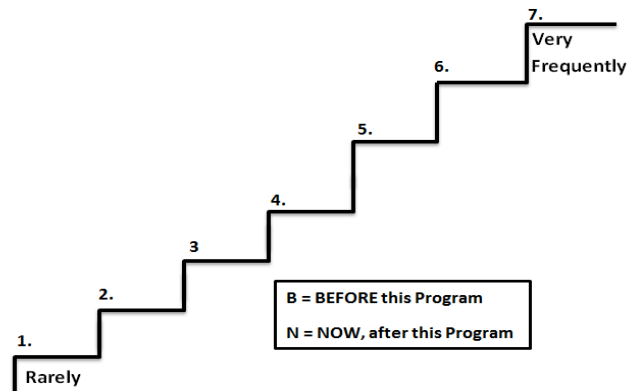 7.
Very
Frequently
6.
5.
4.
3
B = BEFORE this Program
2.
N = NOW, after this Program
1.
Rarely